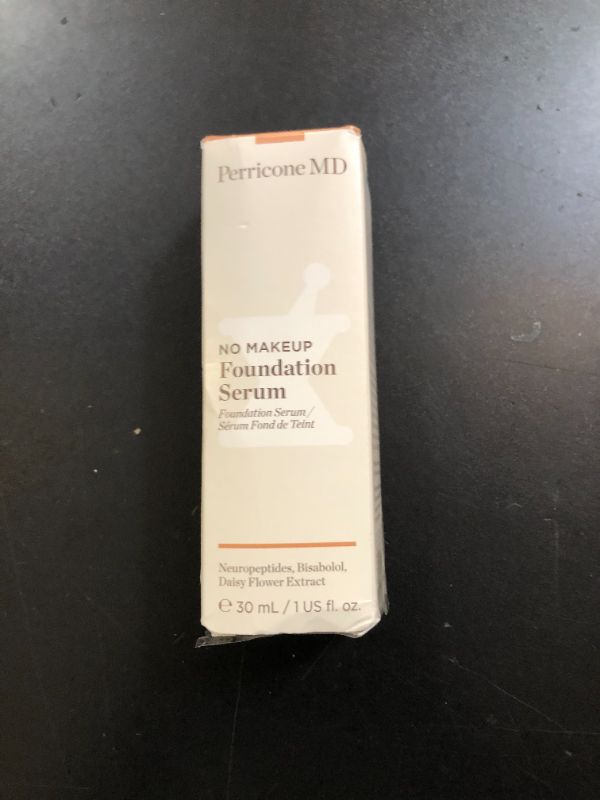 Perricone MD
NO MAKEUP
Foundation
Serum
Foundation Serum /
Sérum Fond de Teint
Neuropeptides, Bisabolol,
Daisy Flower Extract
℮ 30 mL / 1 US fl. oz.